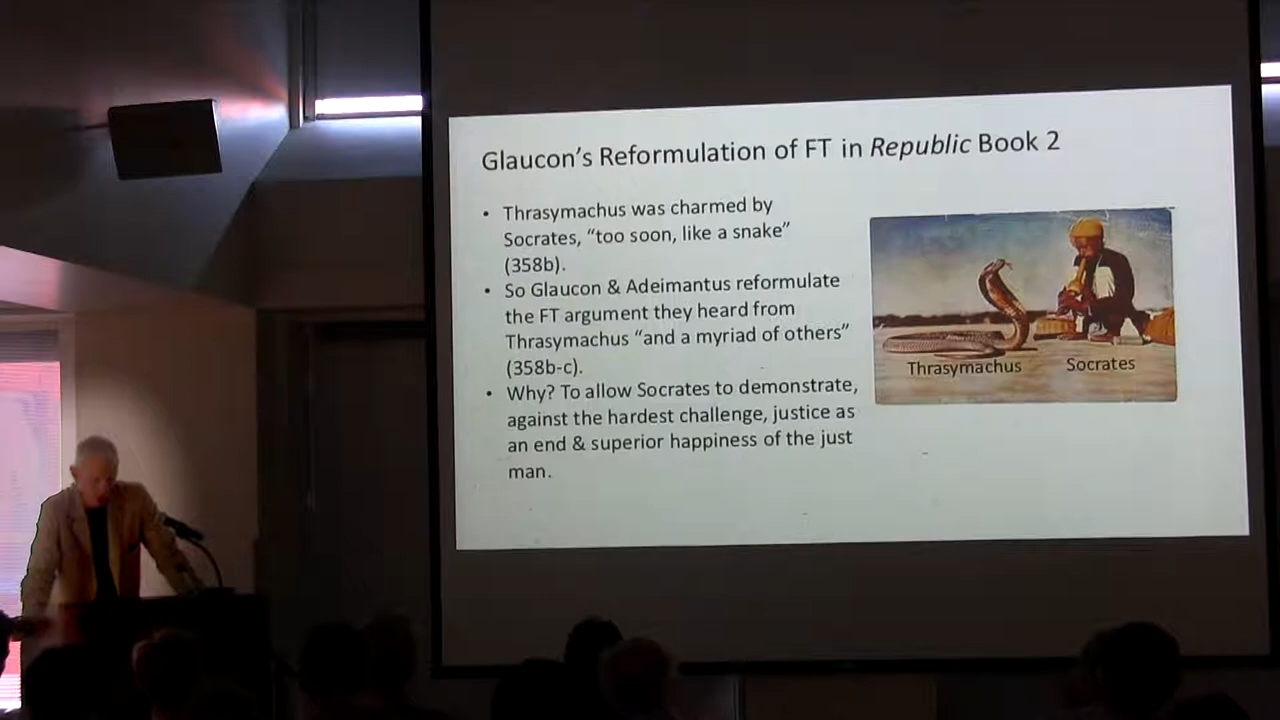 Glaucon's Reformulation of FT in Republic Book 2
• Thrasymachus was charmed by
Socrates, "too soon, like a snake"
(358b).
• So Glaucon & Adeimantus reformulate
the FT argument they heard from
Thrasymachus "and a myriad of others"
(358b-c).
• Why? To allow Socrates to demonstrate,
against the hardest challenge, justice as
an end & superior happiness of the just
man.
Thrasymachus
Socrates